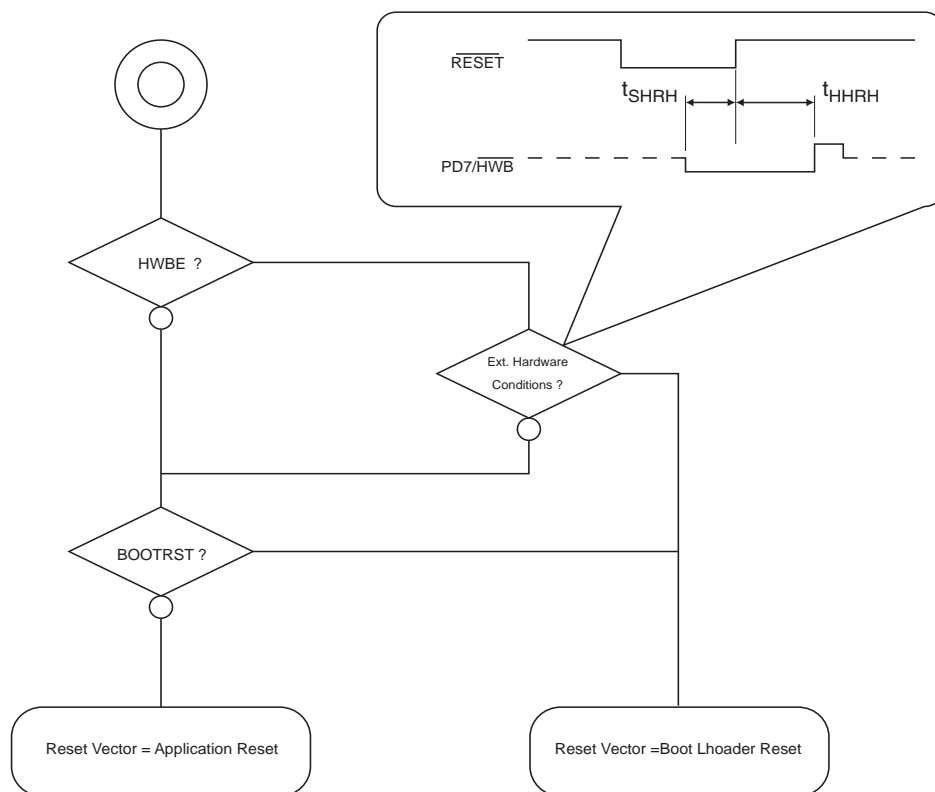 RESET
tSHRH
tHHRH
PD7/HWB
HWBE ?
Ext. Hardware
Conditions ?
BOOTRST ?
Reset Vector = Application Reset
Reset Vector =Boot Lhoader Reset